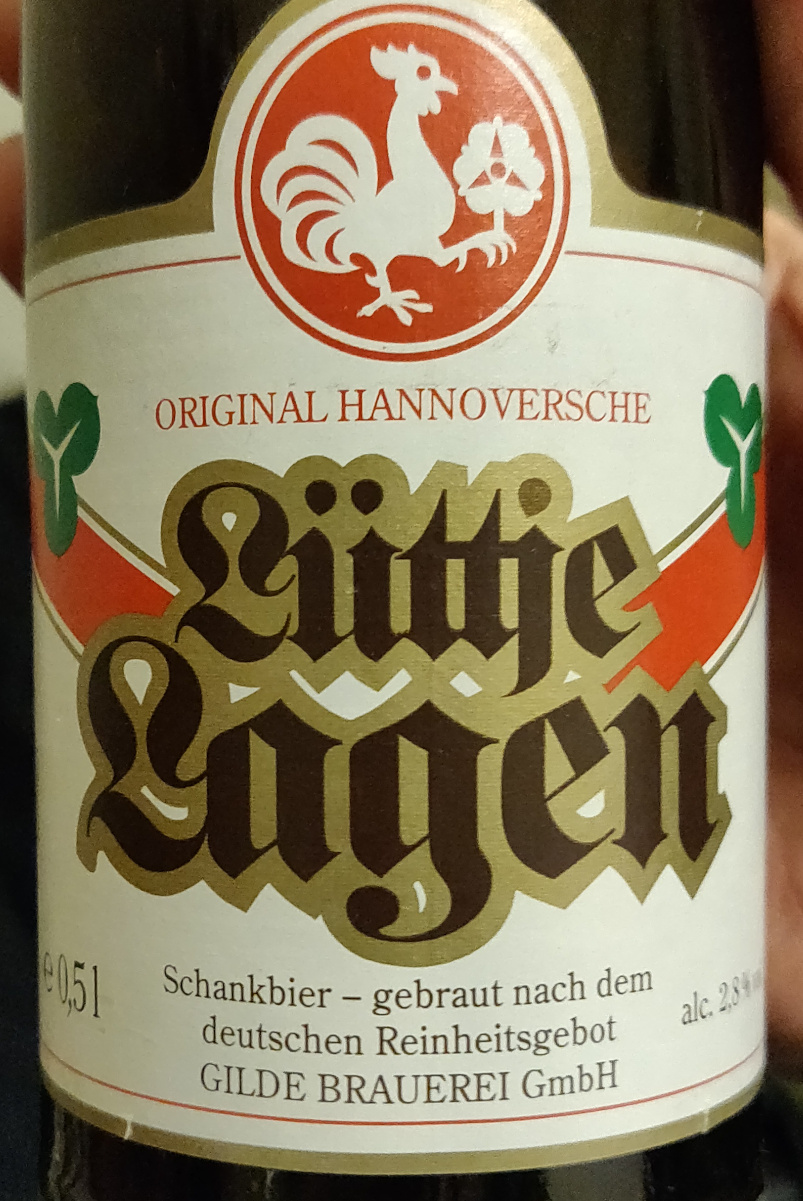 ORIGINAL HANNOVERSCHE
Lüttje
Lagen
e 0,5 l
Schankbier – gebraut nach dem
deutschen Reinheitsgebot
GILDE BRAUEREI GmbH
alc. 2,8 %